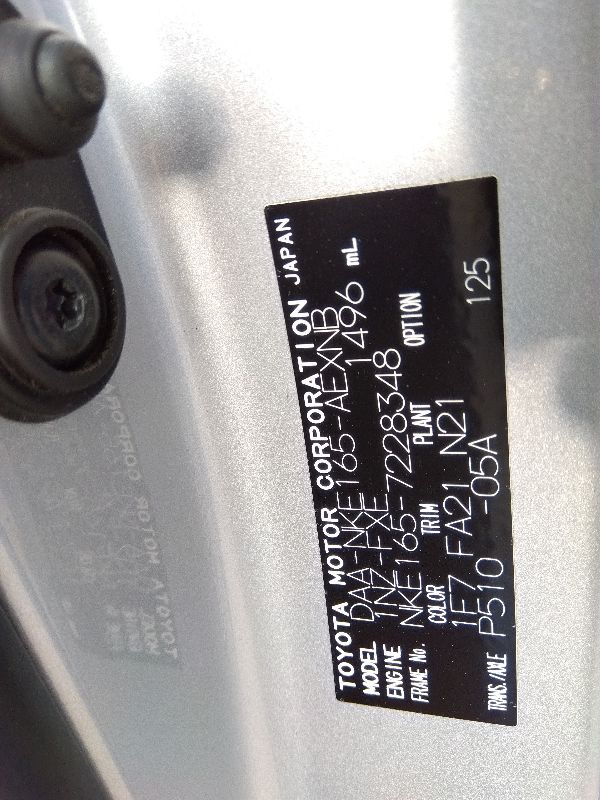 TOYOTA MOTOR CORPORATION JAPAN
MODEL DAA-NKE165-AEXNB
ENGINE 1NZ-FXE 1496 mL
FRAME No. NKE165-7228348
COLOR TRIM PLANT OPTION
1F7 FA21 N21
TRANS./AXLE P510 -05A 125